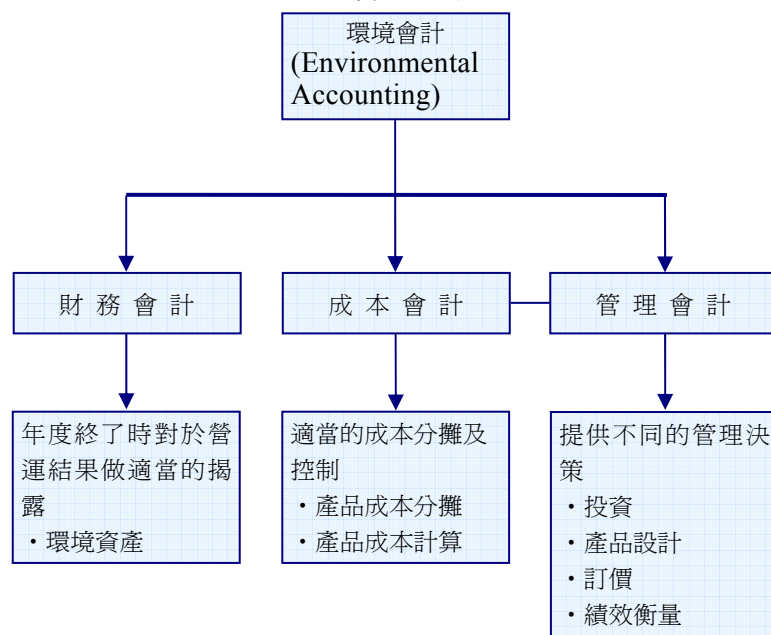 環境會計
(Environmental
Accounting)
財務會計
成本會計
管理會計
年度終了時對於營
運結果做適當的揭
露
・環境資產
適當的成本分攤及
控制
・產品成本分攤
・產品成本計算
提供不同的管理決
策
・投資
・產品設計
・訂價
・績效衡量